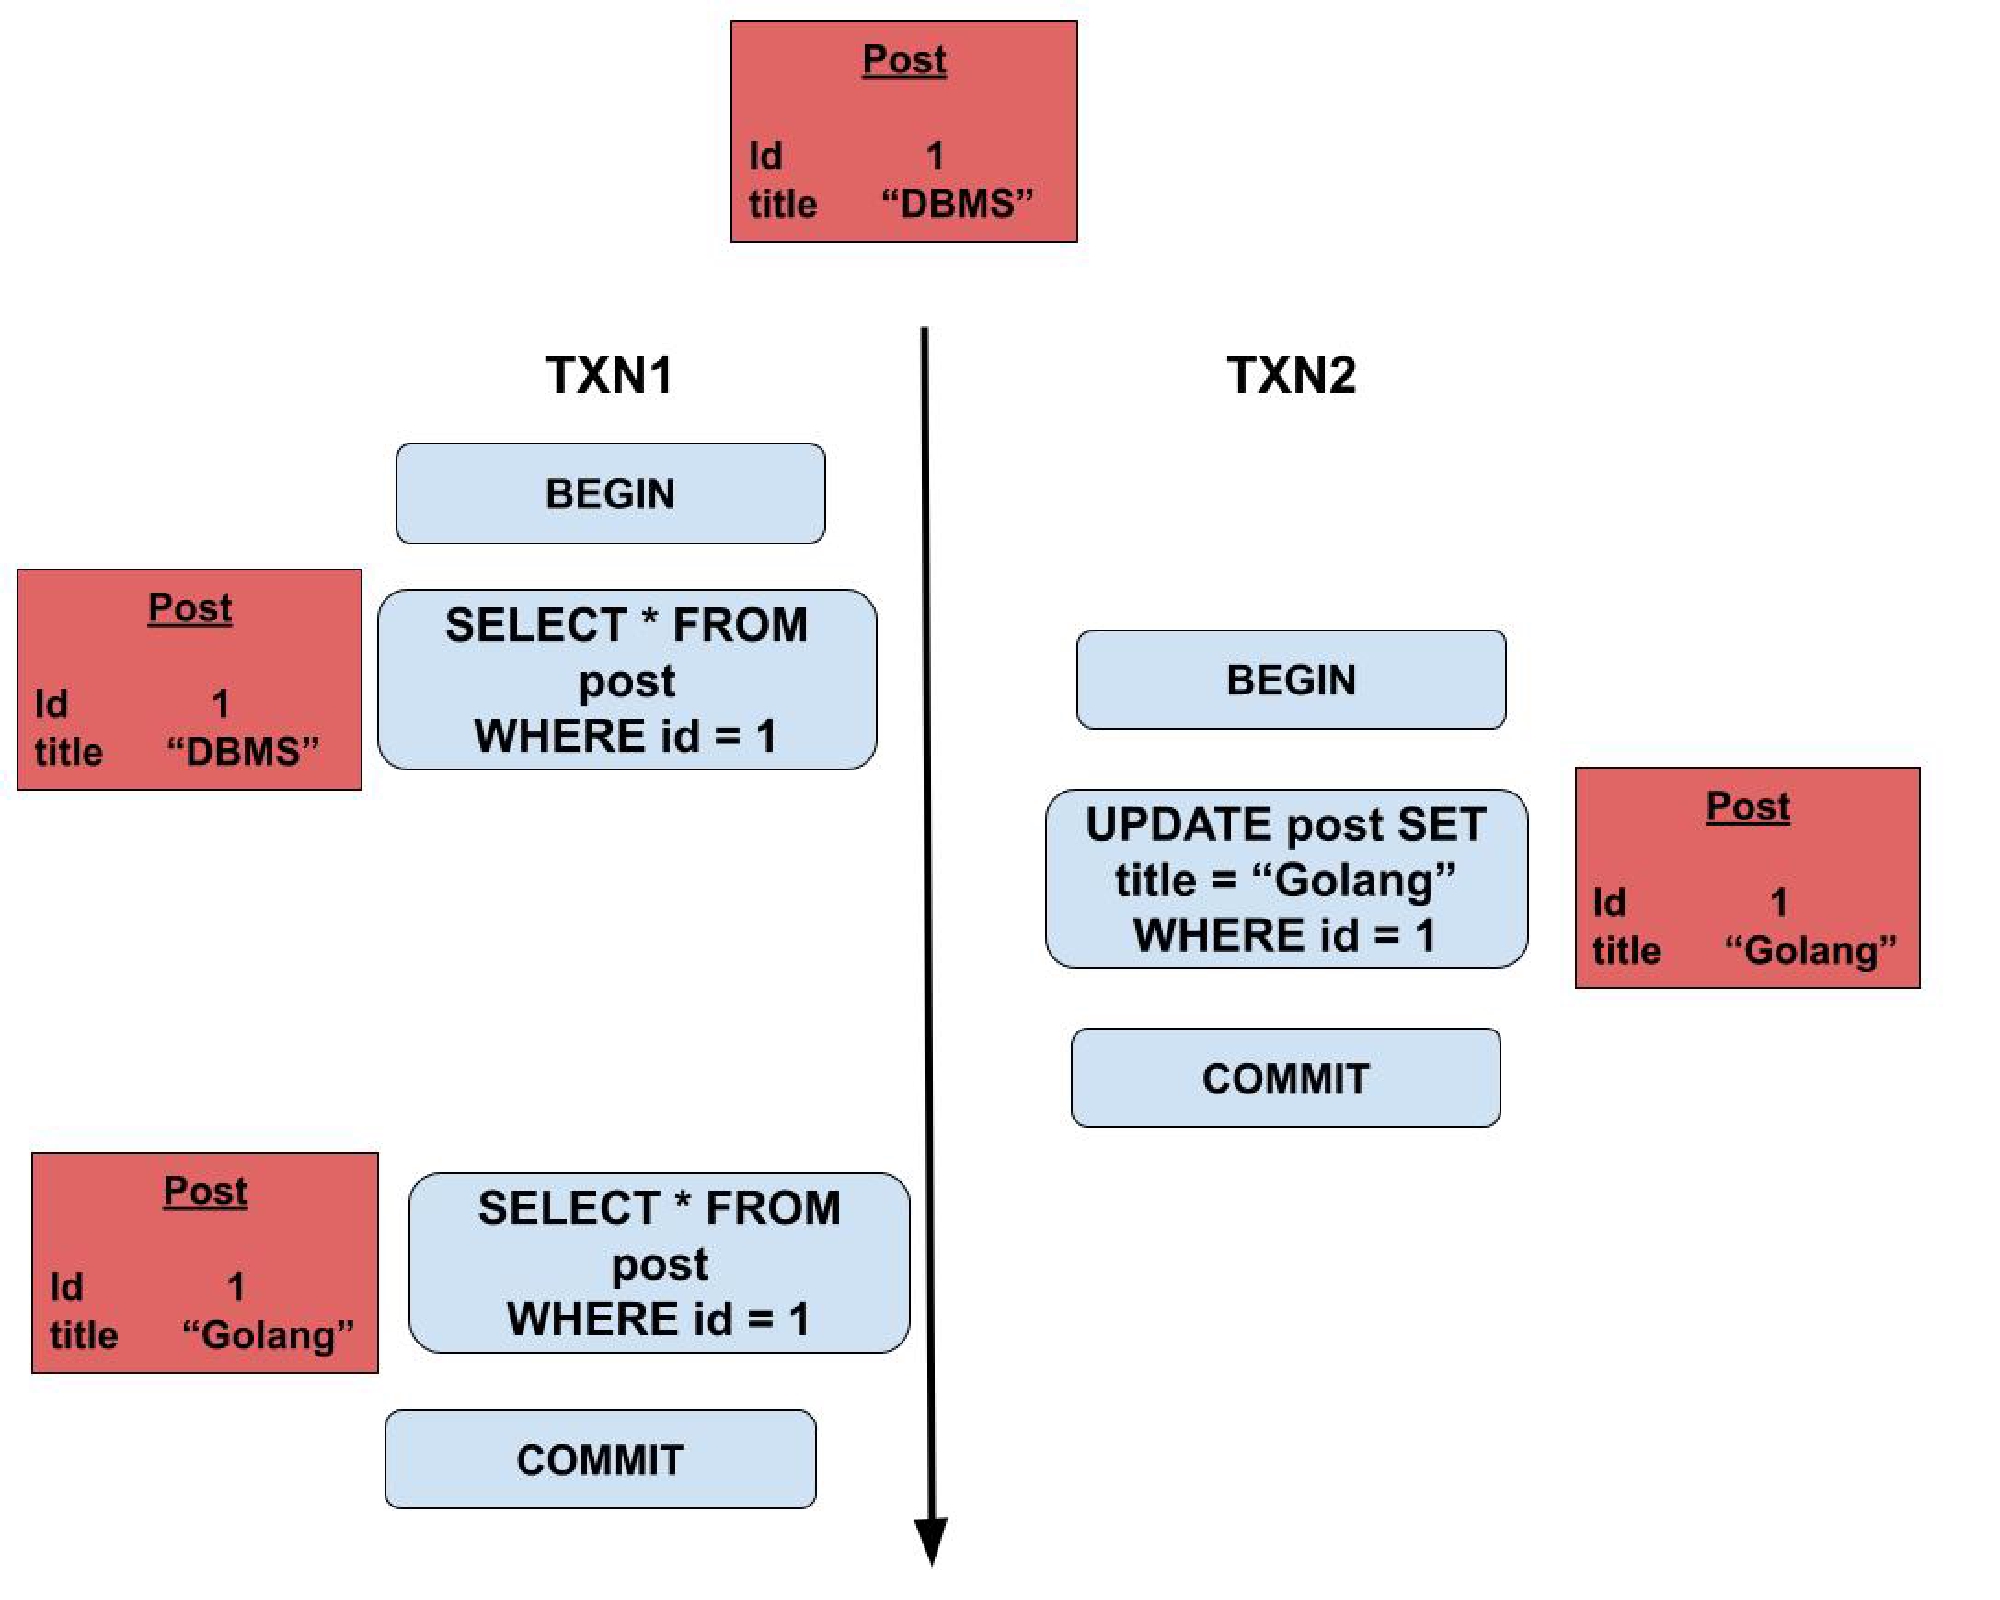 Post
Id 1
title “DBMS”
TXN1
TXN2
BEGIN
Post
Id 1
title “DBMS”
SELECT * FROM
post
WHERE id = 1
BEGIN
UPDATE post SET
title = “Golang”
WHERE id = 1
Post
Id 1
title “Golang”
COMMIT
Post
Id 1
title “Golang”
SELECT * FROM
post
WHERE id = 1
COMMIT